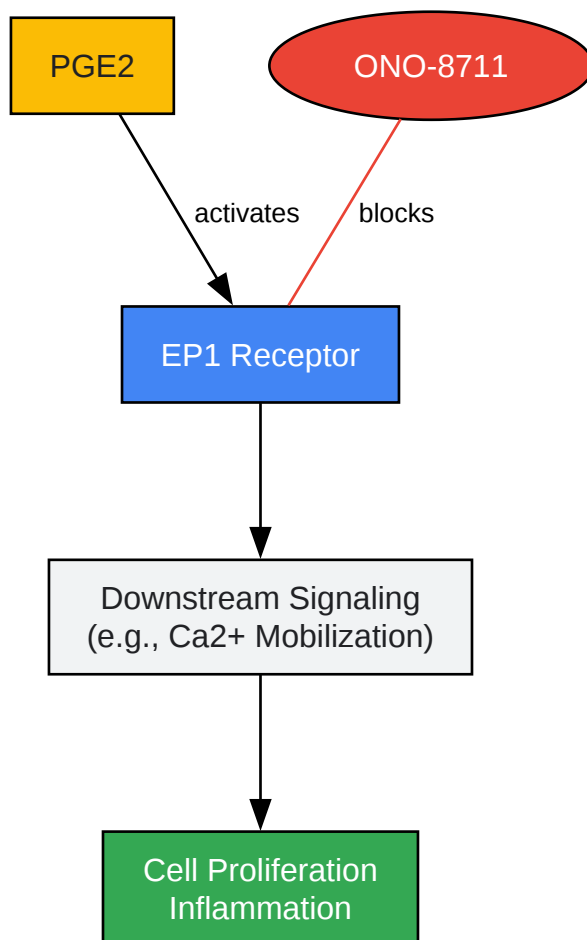 PGE2
ONO-8711
activates
blocks
EP1 Receptor
Downstream Signaling
(e.g., Ca2+ Mobilization)
Cell Proliferation
Inflammation